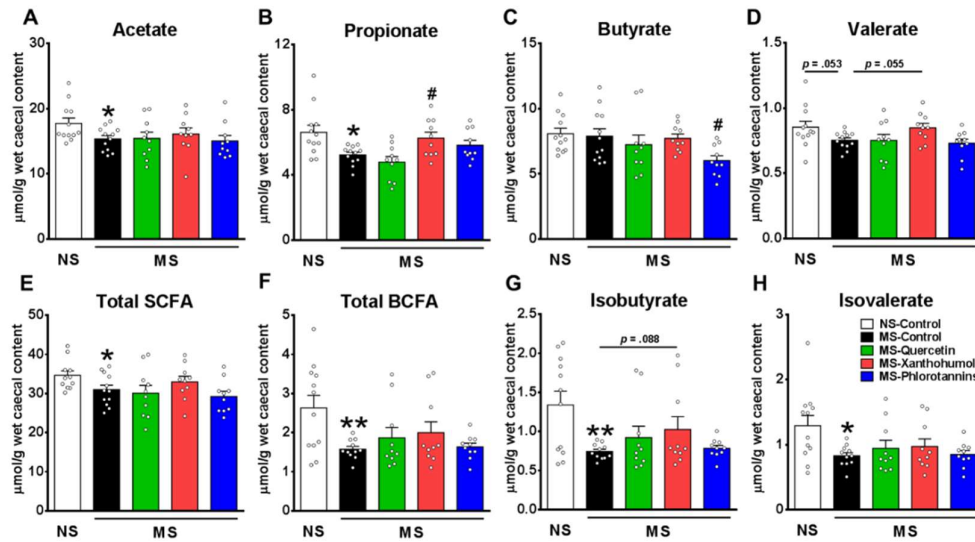 A
Acetate
μmol/g wet caecal content
30
20
10
0
*
NS
MS
B
Propionate
μmol/g wet caecal content
12
8
4
0
*
#
NS
MS
C
Butyrate
μmol/g wet caecal content
15
10
5
0
#
NS
MS
D
Valerate
μmol/g wet caecal content
1.5
1.0
0.5
0.0
p = .053
p = .055
NS
MS
E
Total SCFA
μmol/g wet caecal content
50
40
30
20
10
0
*
NS
MS
F
Total BCFA
μmol/g wet caecal content
5
4
3
2
1
0
**
NS
MS
G
Isobutyrate
μmol/g wet caecal content
2.5
2.0
1.5
1.0
0.5
0.0
p = .088
**
NS
MS
H
Isovalerate
μmol/g wet caecal content
3
2
1
0
NS-Control
MS-Control
MS-Quercetin
MS-Xanthohumol
MS-Phlorotannins
*
NS
MS